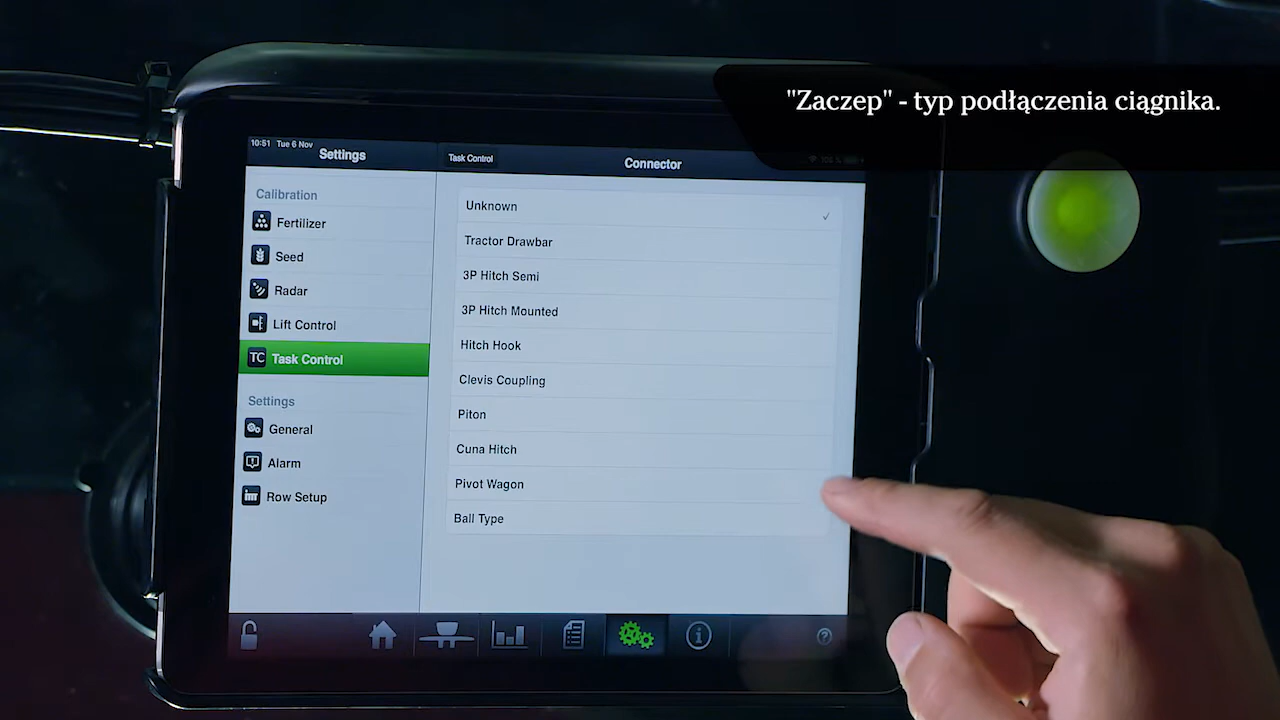 "Zaczep" - typ podłączenia ciągnika.
10:51 Tue 6 Nov
Settings
Task Control
Connector
Calibration
Fertilizer
Seed
Radar
Lift Control
TC Task Control
Settings
General
Alarm
Row Setup
Unknown
Tractor Drawbar
3P Hitch Semi
3P Hitch Mounted
Hitch Hook
Clevis Coupling
Piton
Cuna Hitch
Pivot Wagon
Ball Type